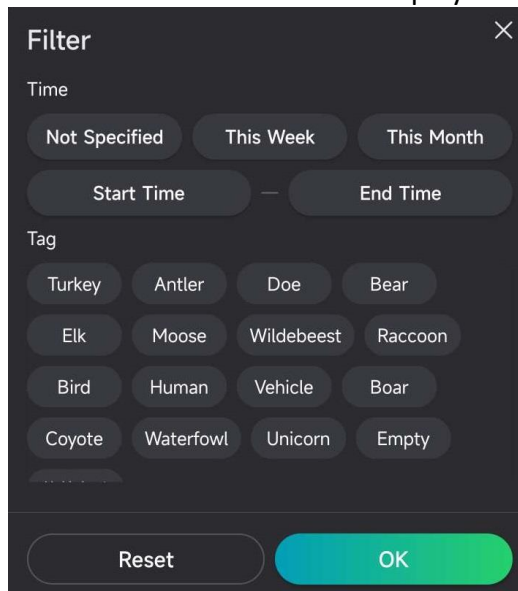 Filter
Time
Not Specified This Week This Month
Start Time — End Time
Tag
Turkey Antler Doe Bear
Elk Moose Wildebeest Raccoon
Bird Human Vehicle Boar
Coyote Waterfowl Unicorn Empty
Reset OK